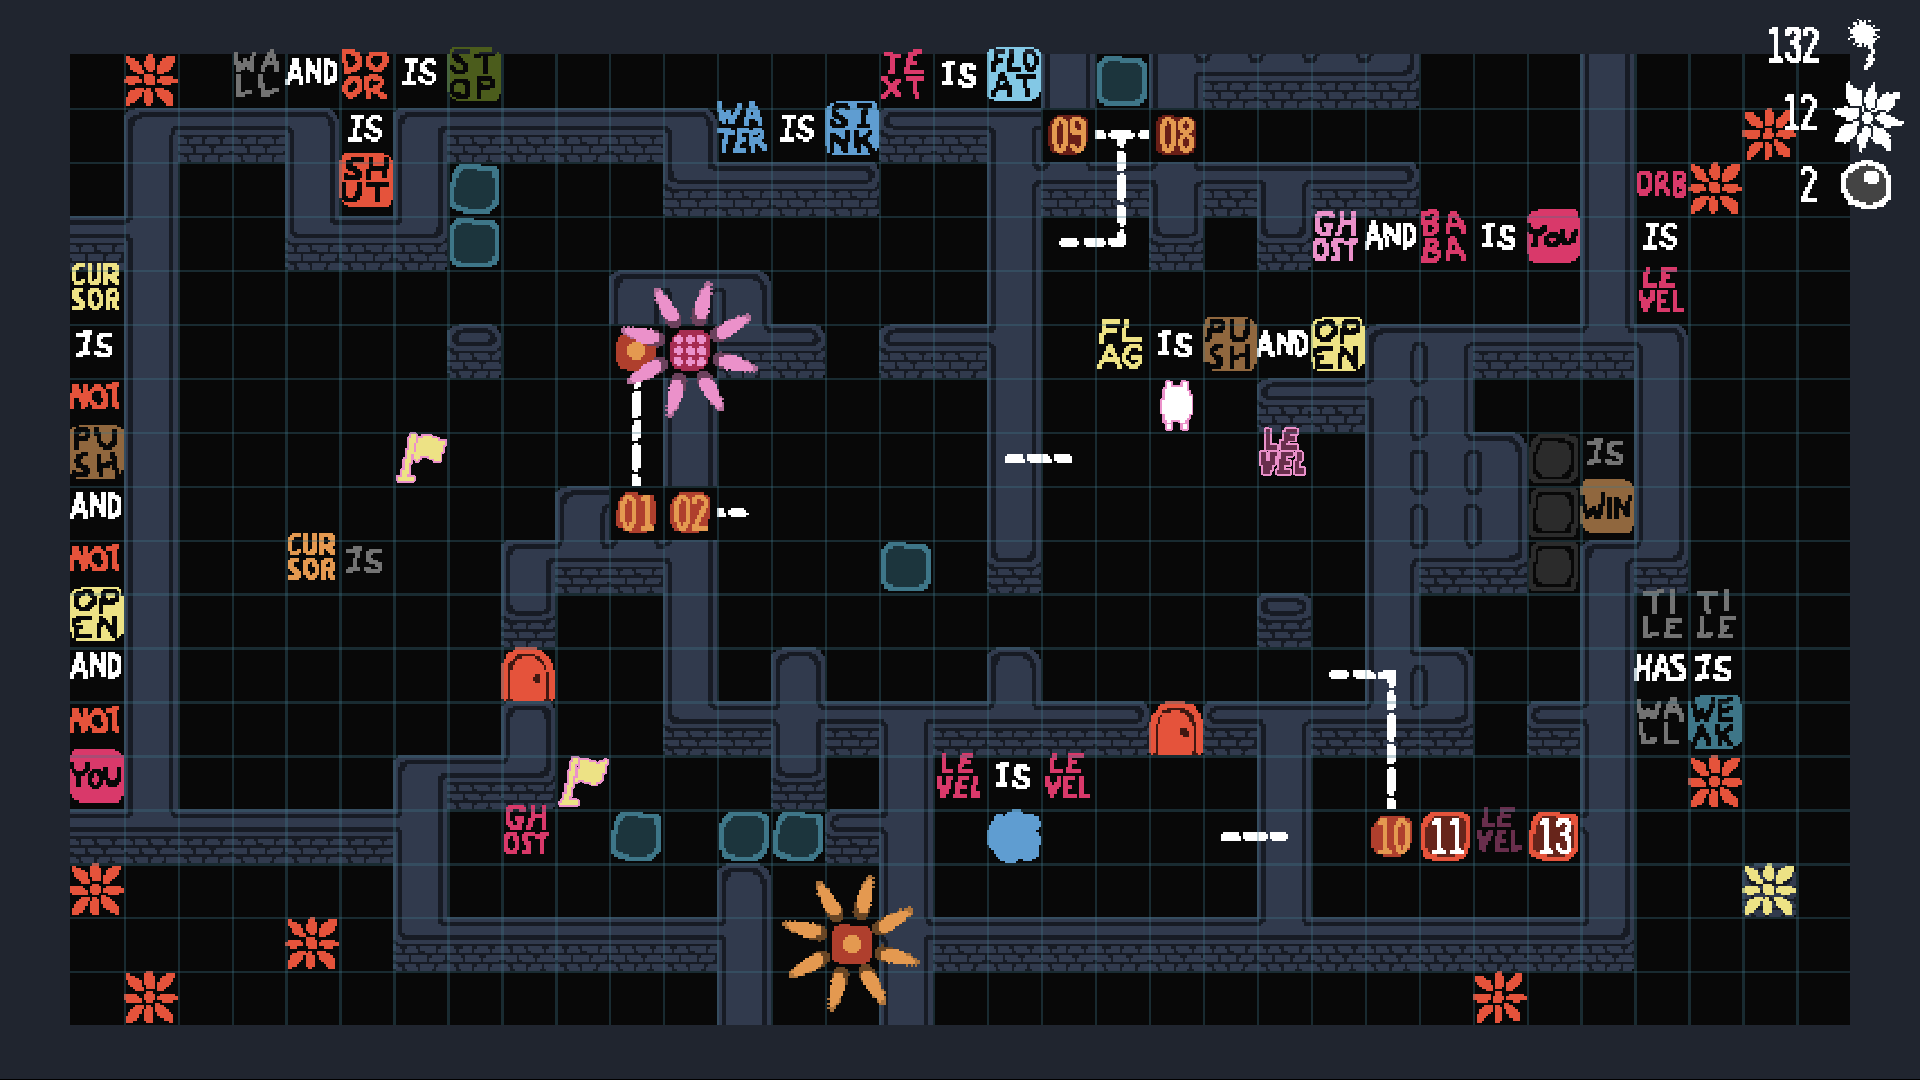 132
WALL AND DOOR IS STOP
TEXT IS FLOAT
12
IS
WATER IS SINK
09 08
SHUT
ORB
2
GHOST AND BABA IS YOU
IS
CURSOR
LEVEL
IS
FLAG IS PUSH AND OPEN
NOT
PUSH
LEVEL
IS
AND
01 02
WIN
NOT
CURSOR IS
OPEN
TILE TILE
AND
HAS IS
NOT
WALL WEAK
YOU
LEVEL IS LEVEL
GHOST
10 11 LEVEL 13